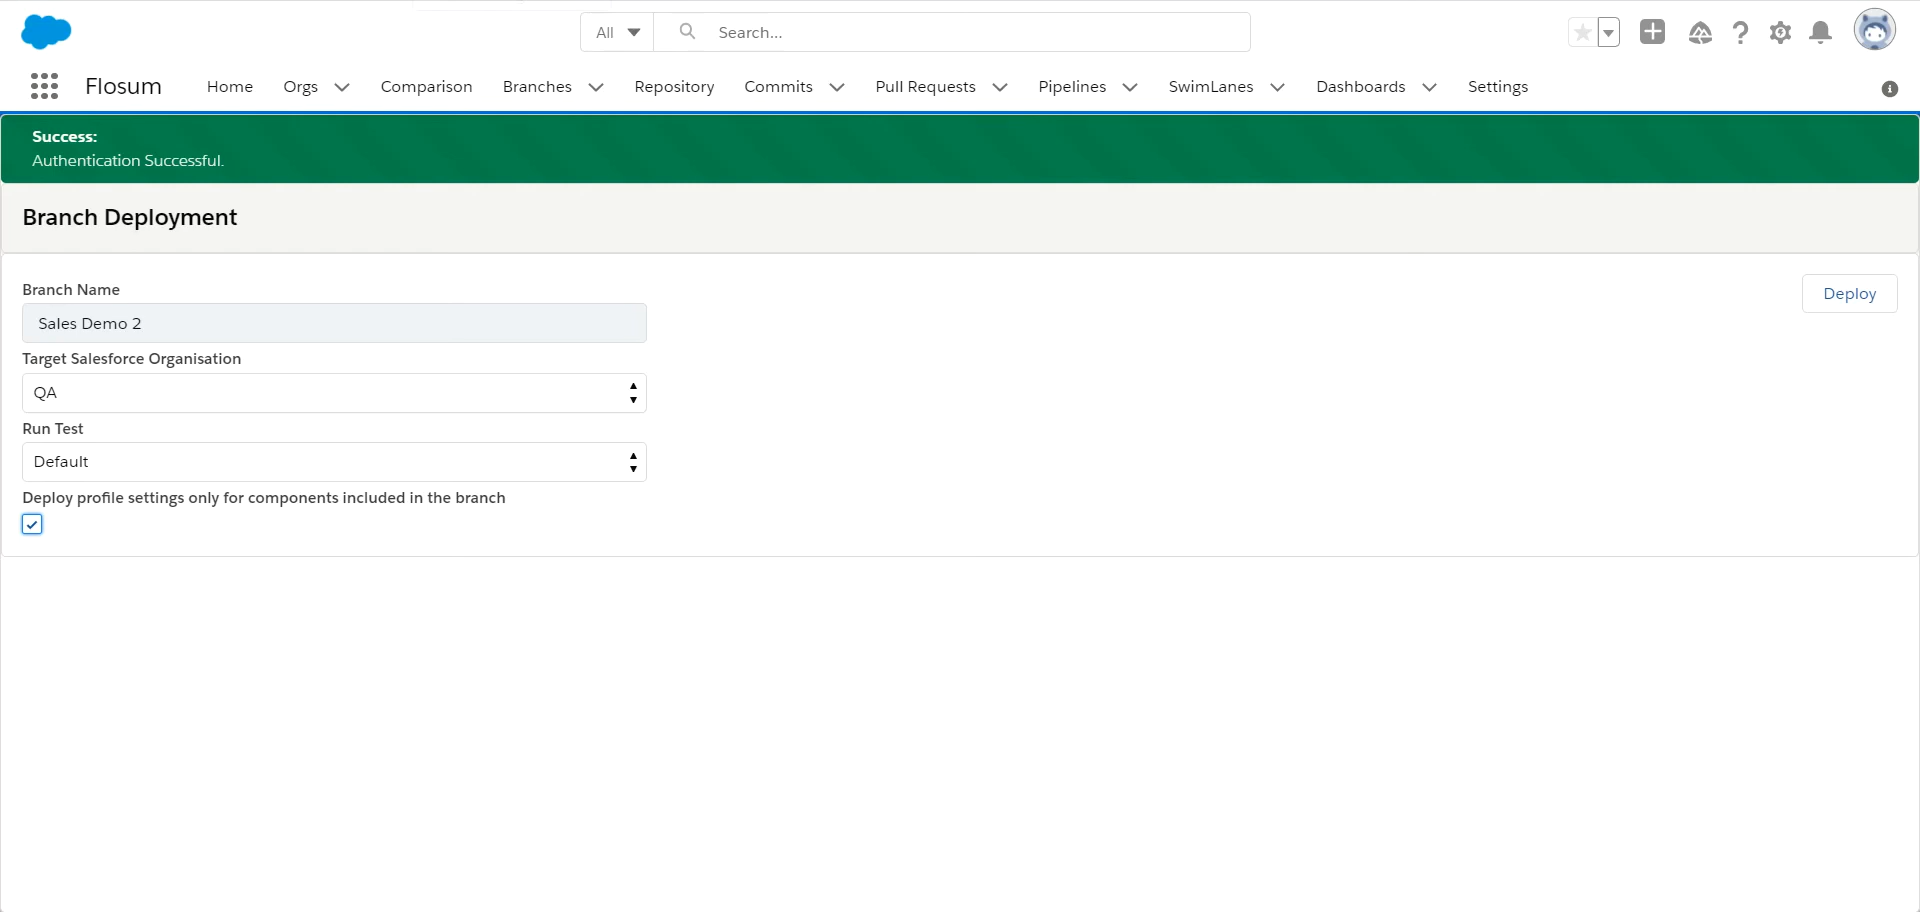 All
Search...
Flosum
Home
Orgs
Comparison
Branches
Repository
Commits
Pull Requests
Pipelines
SwimLanes
Dashboards
Settings
Success:
Authentication Successful.
Branch Deployment
Branch Name
Deploy
Sales Demo 2
Target Salesforce Organisation
QA
Run Test
Default
Deploy profile settings only for components included in the branch